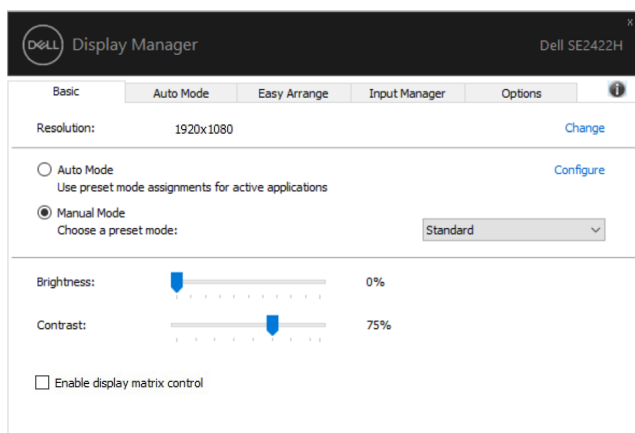 x
DELL Display Manager Dell SE2422H
Basic Auto Mode Easy Arrange Input Manager Options i
Resolution: 1920x1080 Change
Auto Mode Configure
Use preset mode assignments for active applications
Manual Mode
Choose a preset mode: Standard
Brightness: 0%
Contrast: 75%
Enable display matrix control